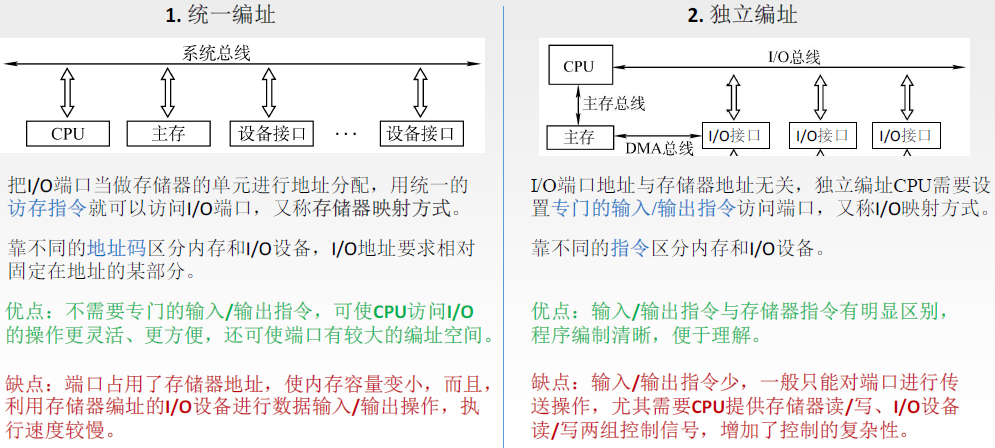 1. 统一编址
系统总线
CPU
主存
设备接口
···
设备接口
把I/O端口当做存储器的单元进行地址分配，用统一的
访存指令就可以访问I/O端口，又称存储器映射方式。
靠不同的地址码区分内存和I/O设备，I/O地址要求相对
固定在地址的某部分。
优点：不需要专门的输入/输出指令，可使CPU访问I/O
的操作更灵活、更方便，还可使端口有较大的编址空间。
缺点：端口占用了存储器地址，使内存容量变小，而且，
利用存储器编址的I/O设备进行数据输入/输出操作，执
行速度较慢。
2. 独立编址
CPU
I/O总线
主存总线
主存
DMA总线
I/O接口
I/O接口
I/O接口
I/O端口地址与存储器地址无关，独立编址CPU需要设
置专门的输入/输出指令访问端口，又称I/O映射方式。
靠不同的指令区分内存和I/O设备。
优点：输入/输出指令与存储器指令有明显区别，
程序编制清晰，便于理解。
缺点：输入/输出指令少，一般只能对端口进行传
送操作，尤其需要CPU提供存储器读/写、I/O设备
读/写两组控制信号，增加了控制的复杂性。